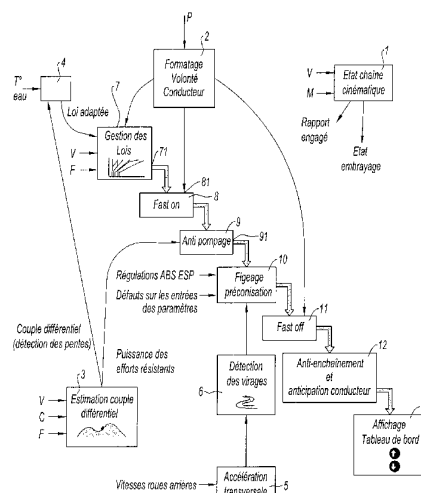 P
2
Formatage
Volonté
Conducteur
1
V
M
Etat chaîne
cinématique
Rapport
engagé
Etat
embrayage
4
T°
eau
Loi adaptée
7
Gestion des
Lois
V
F
71
81
Fast on
8
9
Anti pompage
91
10
Régulations ABS ESP
Défauts sur les entrées
des paramètres
Figeage
préconisation
11
Fast off
12
Anti-encheînement
et
anticipation conducteur
Couple différentiel
(détection des pentes)
Puissance des
efforts résistants
3
V
C
F
Estimation couple
différentiel
6
Détection
des virages
Affichage
Tableau de bord
Vitesses roues arrières
Accélération
transversale
5